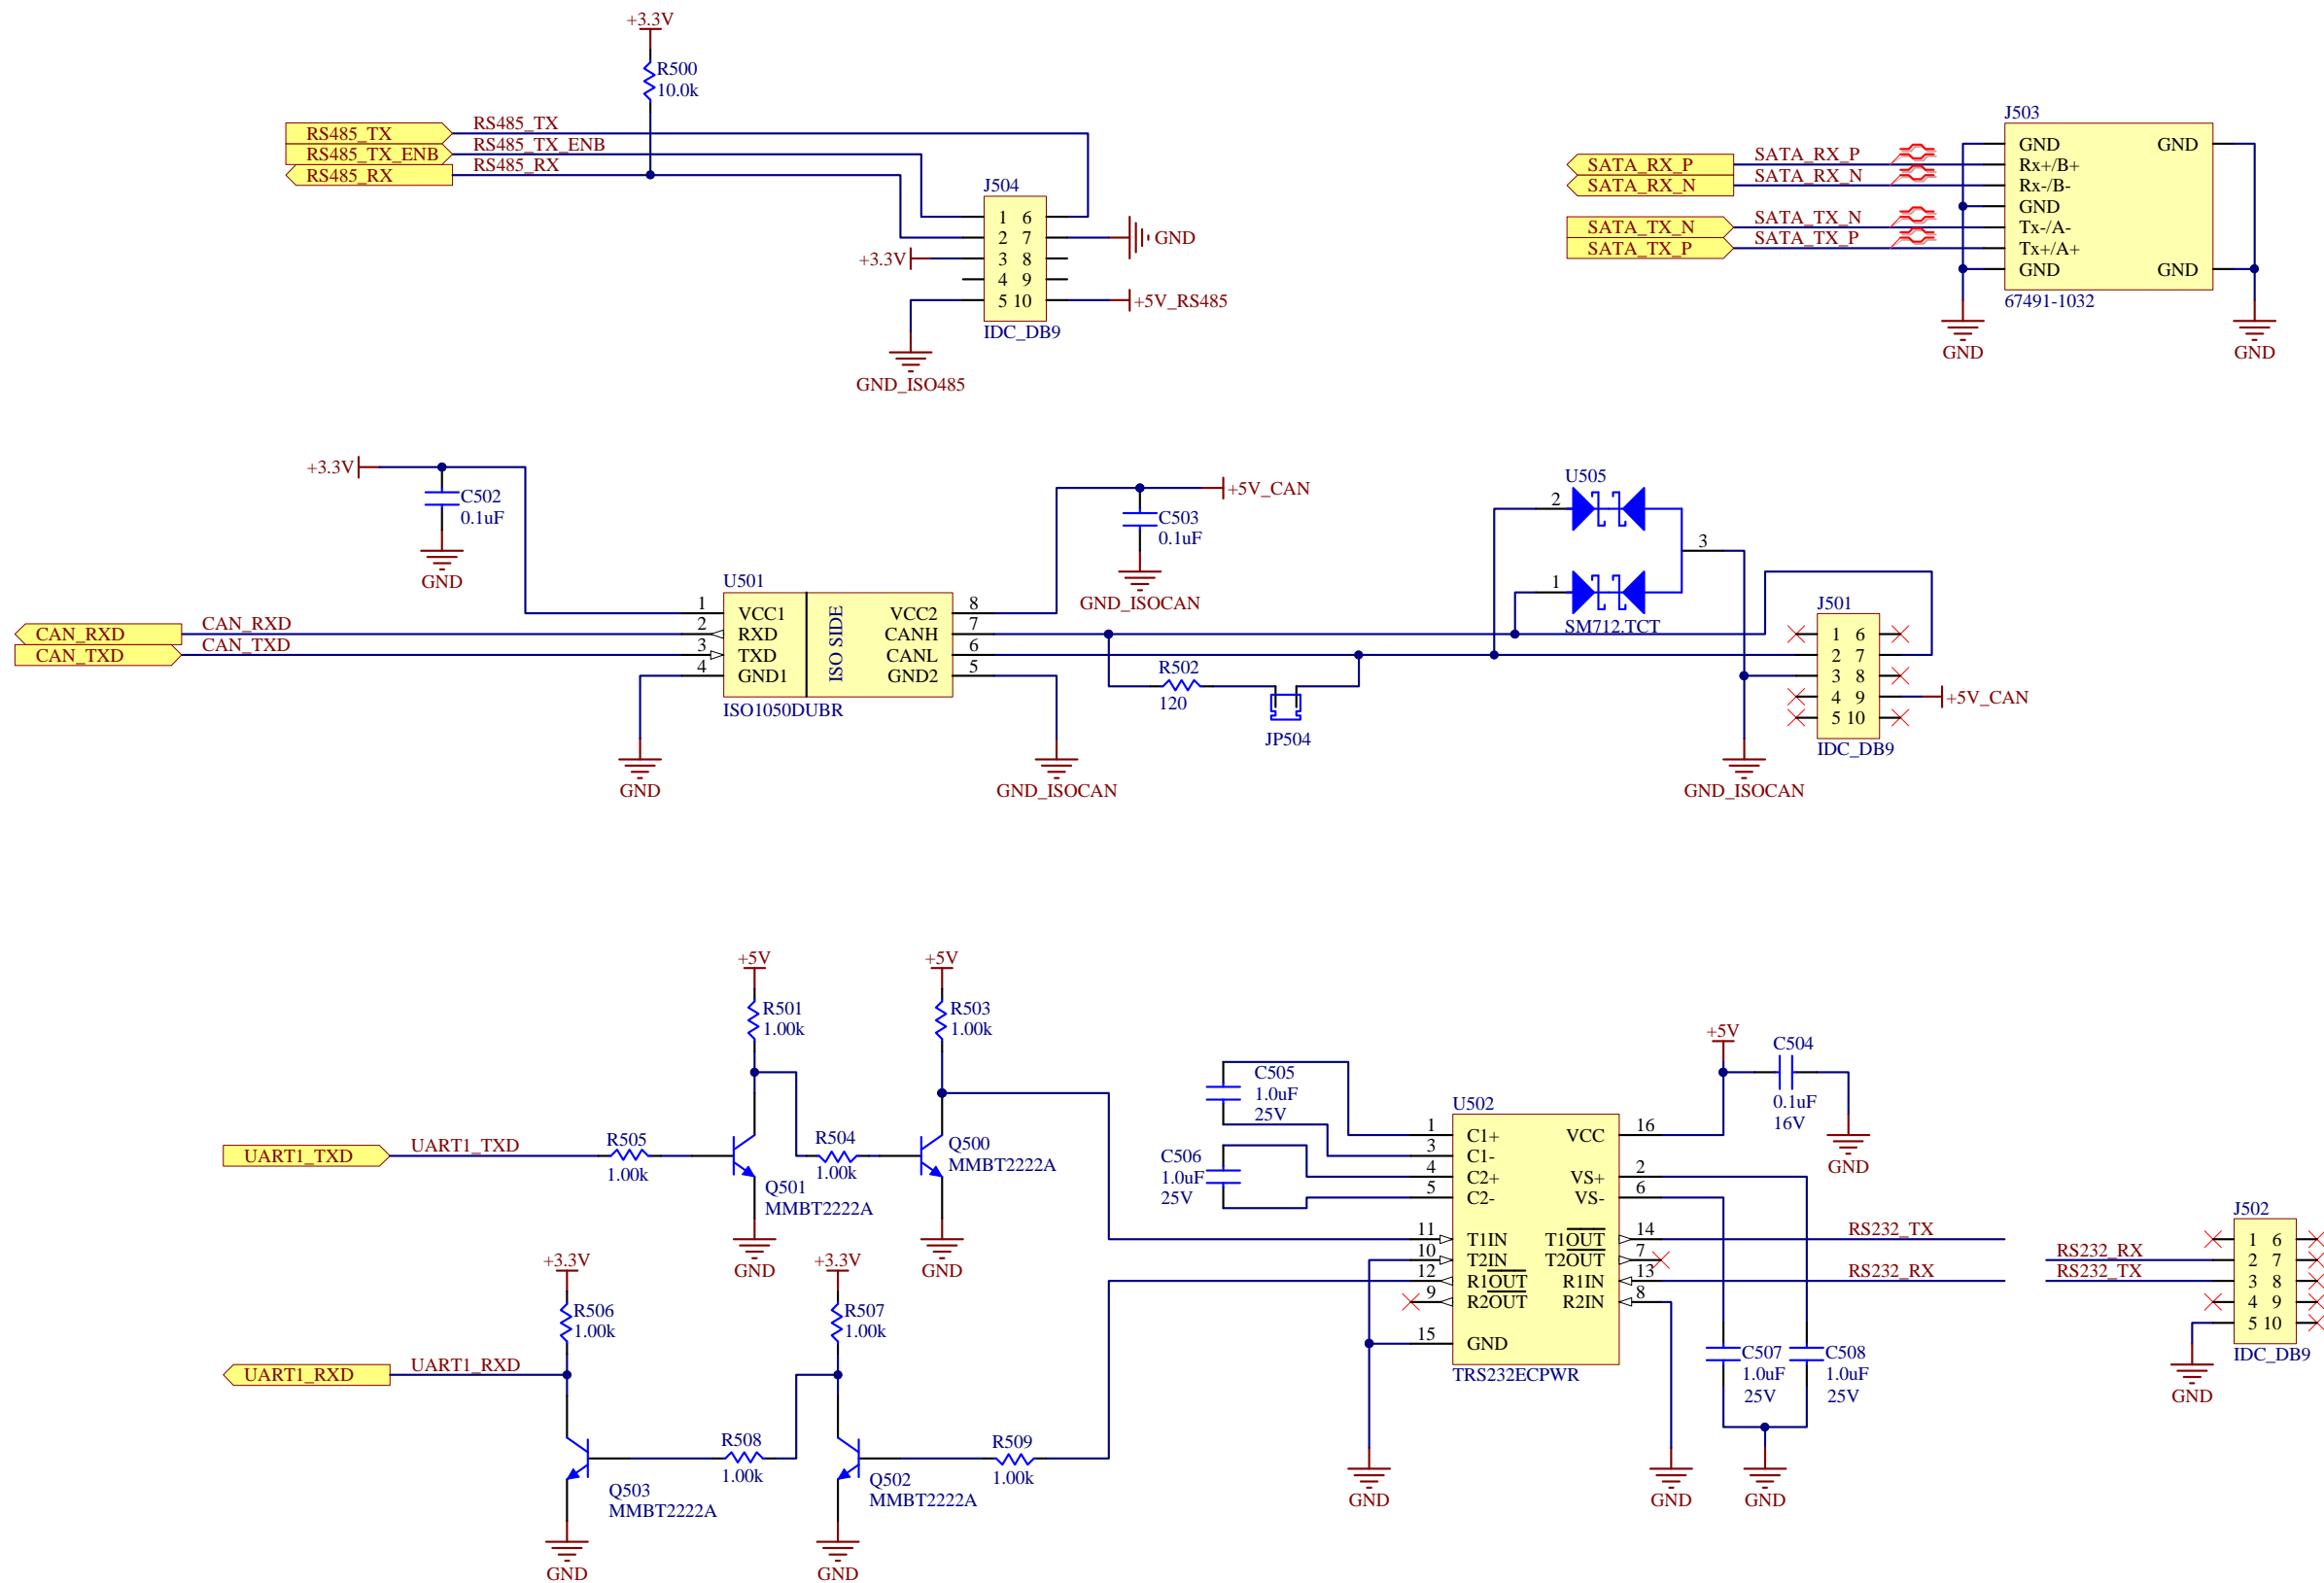 +3.3V
R500
10.0k
RS485_TX
RS485_TX
RS485_TX_ENB
RS485_TX_ENB
RS485_RX
RS485_RX
J504
1 6
2 7
3 8
4 9
5 10
+3.3V
GND
+5V_RS485
IDC_DB9
GND_ISO485
J503
SATA_RX_P
SATA_RX_P
SATA_RX_N
SATA_RX_N
SATA_TX_N
SATA_TX_N
SATA_TX_P
SATA_TX_P
GND
GND
Rx+/B+
Rx-/B-
GND
Tx-/A-
Tx+/A+
GND
GND
67491-1032
GND
GND
+3.3V
C502
0.1uF
GND
+5V_CAN
C503
0.1uF
GND_ISOCAN
U505
2
3
1
SM712.TCT
U501
CAN_RXD
CAN_RXD
CAN_TXD
CAN_TXD
1
2
3
4
VCC1
RXD
TXD
GND1
ISO SIDE
VCC2
CANH
CANL
GND2
8
7
6
5
ISO1050DUBR
GND
GND_ISOCAN
R502
120
JP504
J501
1 6
2 7
3 8
4 9
5 10
+5V_CAN
IDC_DB9
GND_ISOCAN
+5V
R501
1.00k
+5V
R503
1.00k
UART1_TXD
UART1_TXD
R505
1.00k
R504
1.00k
Q501
MMBT2222A
Q500
MMBT2222A
GND
GND
+3.3V
R506
1.00k
+3.3V
R507
1.00k
UART1_RXD
UART1_RXD
R508
1.00k
R509
1.00k
Q503
MMBT2222A
Q502
MMBT2222A
GND
GND
C505
1.0uF
25V
C506
1.0uF
25V
+5V
C504
0.1uF
16V
GND
U502
1
C1+
VCC
16
3
C1-
4
C2+
VS+
2
5
C2-
VS-
6
11
T1IN
T1OUT
14
10
T2IN
T2OUT
7
12
R1OUT
R1IN
13
9
R2OUT
R2IN
8
15
GND
TRS232ECPWR
RS232_TX
RS232_RX
C507
1.0uF
25V
C508
1.0uF
25V
GND
GND
GND
J502
RS232_RX
RS232_TX
1 6
2 7
3 8
4 9
5 10
IDC_DB9
GND